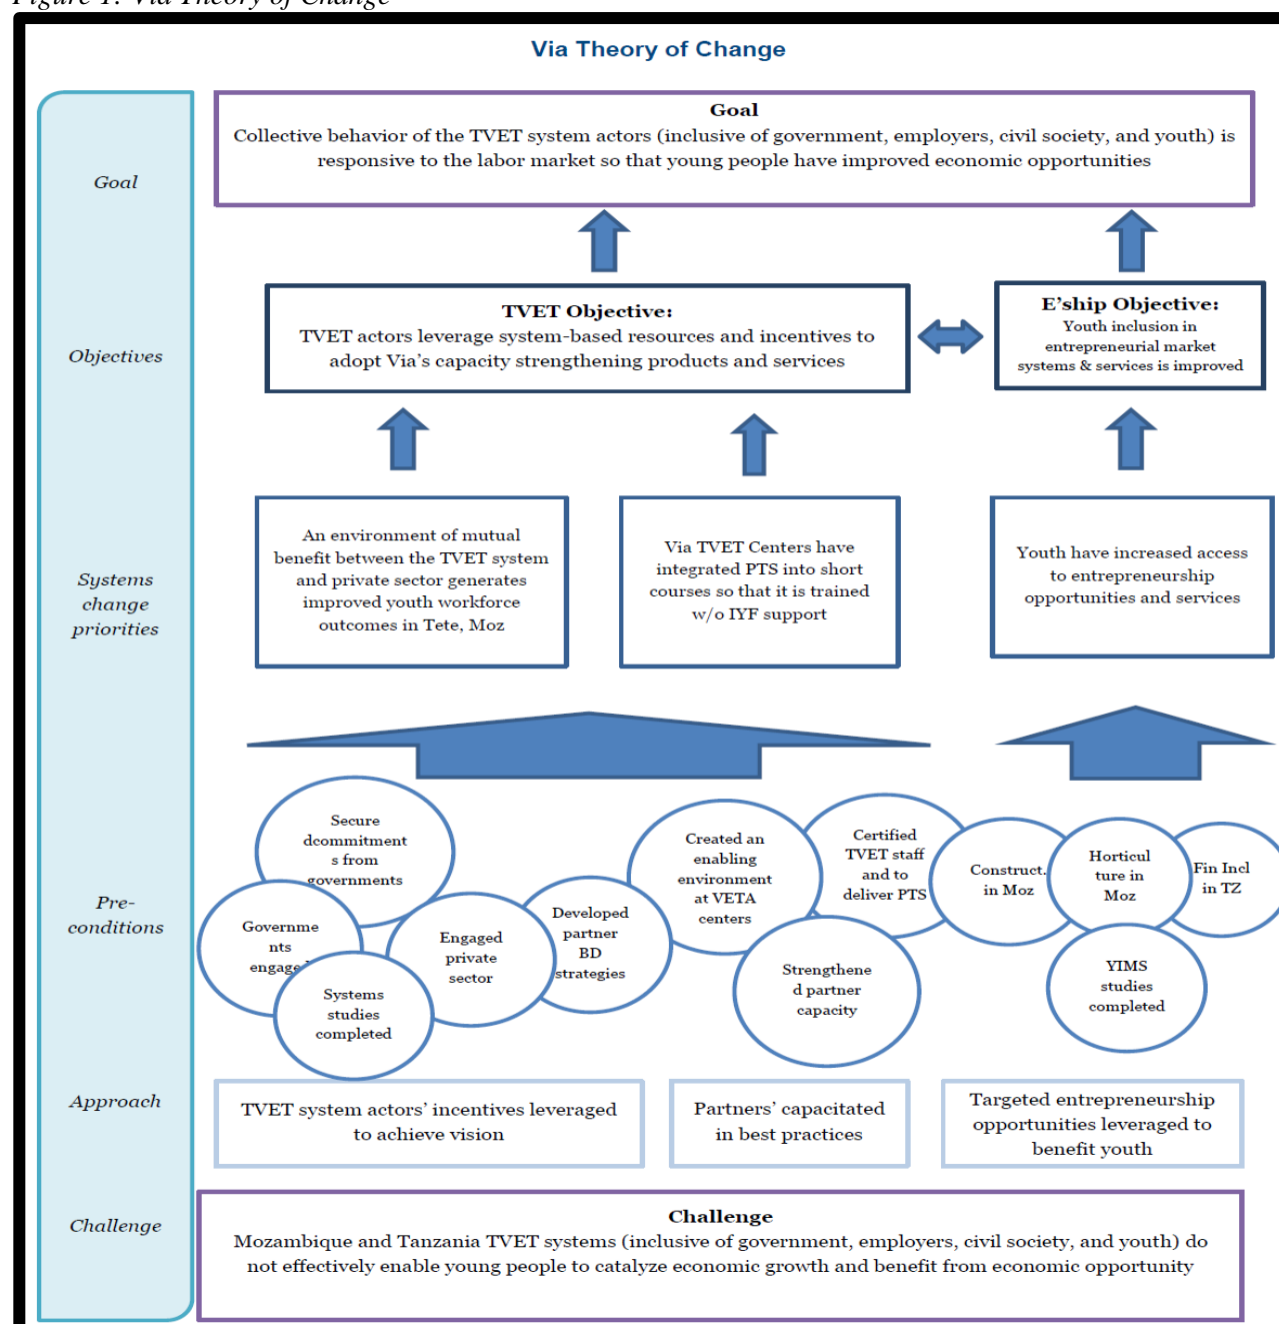 Figure 1: Via Theory of Change
Via Theory of Change
Goal
Goal
Collective behavior of the TVET system actors (inclusive of government, employers, civil society, and youth) is
responsive to the labor market so that young people have improved economic opportunities
Objectives
TVET Objective:
TVET actors leverage system-based resources and incentives to
adopt Via's capacity strengthening products and services
E'ship Objective:
Youth inclusion in
entrepreneurial market
systems & services is improved
Systems
change
priorities
An environment of mutual
benefit between the TVET system
and private sector generates
improved youth workforce
outcomes in Tete, Moz
Via TVET Centers have
integrated PTS into short
courses so that it is trained
w/o IYF support
Youth have increased access
to entrepreneurship
opportunities and services
Pre-
conditions
Secure
dcommitment
s from
governments
Governme
nts
engage
Systems
studies
completed
Engaged
private
sector
Developed
partner
BD
strategies
Created an
enabling
environment
at VETA
centers
Certified
TVET staff
and to
deliver PTS
Strengthene
d partner
capacity
Construct.
in Moz
Horticul
ture in
Moz
Fin Incl
in TZ
YIMS
studies
completed
Approach
TVET system actors' incentives leveraged
to achieve vision
Partners' capacitated
in best practices
Targeted entrepreneurship
opportunities leveraged to
benefit youth
Challenge
Challenge
Mozambique and Tanzania TVET systems (inclusive of government, employers, civil society, and youth) do
not effectively enable young people to catalyze economic growth and benefit from economic opportunity